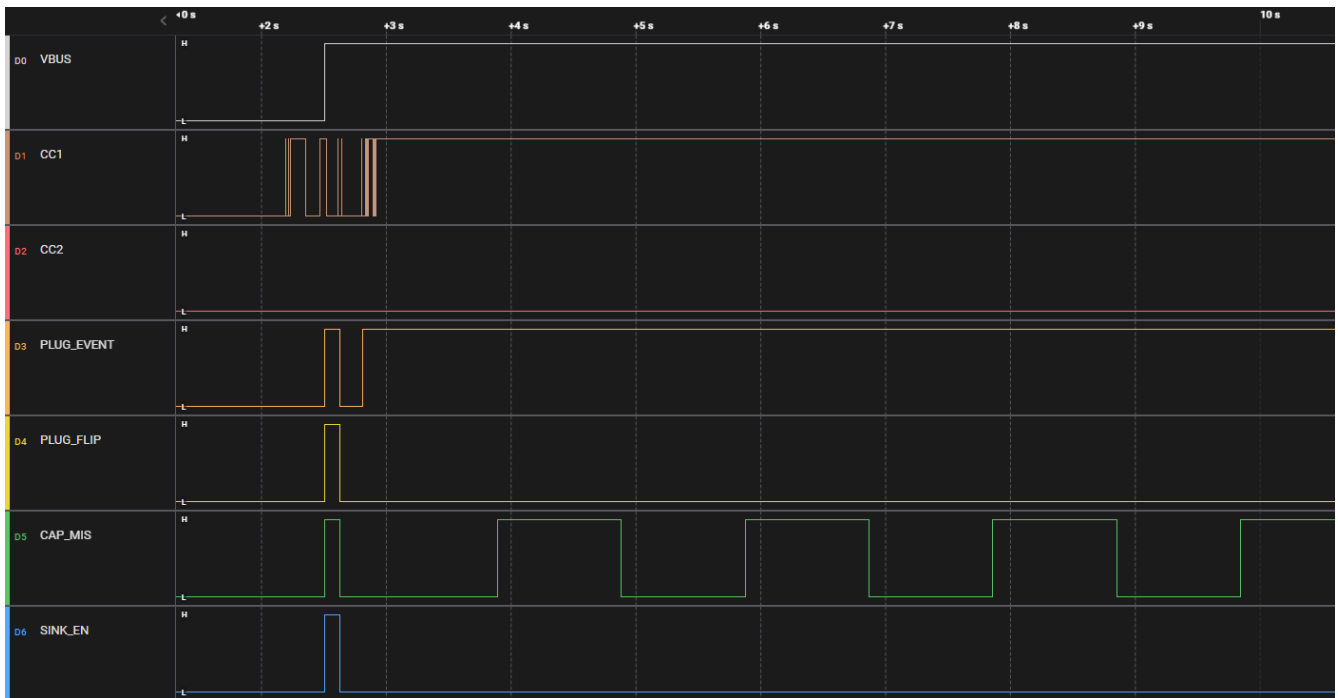 0 s
+2 s +3 s +4 s +5 s +6 s +7 s +8 s +9 s 10 s
H
D0 VBUS
L
H
D1 CC1
L
H
D2 CC2
L
H
D3 PLUG_EVENT
L
H
D4 PLUG_FLIP
L
H
D5 CAP_MIS
L
H
D6 SINK_EN
L